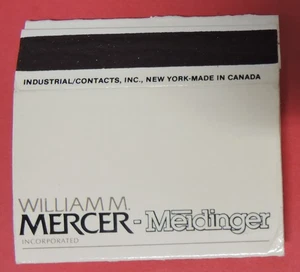 INDUSTRIAL/CONTACTS, INC., NEW YORK-MADE IN CANADA
WILLIAM M.
MERCER-Meidinger
INCORPORATED